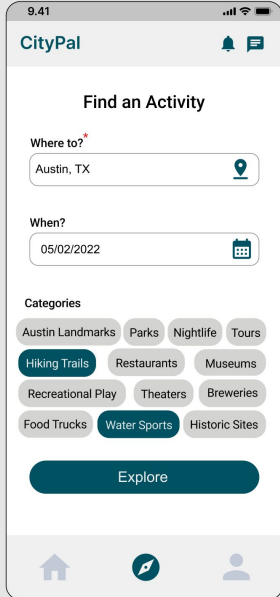 9.41
CityPal
Find an Activity
Where to?*
Austin, TX
When?
05/02/2022
Categories
Austin Landmarks Parks Nightlife Tours
Hiking Trails Restaurants Museums
Recreational Play Theaters Breweries
Food Trucks Water Sports Historic Sites
Explore